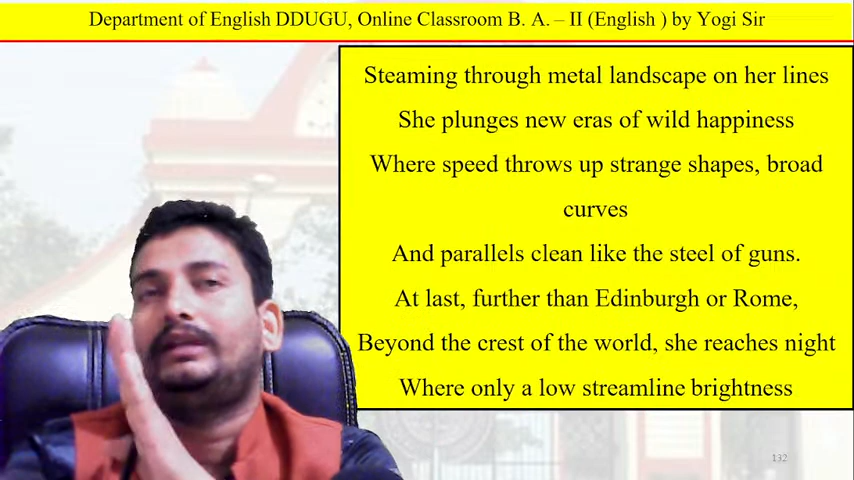 Department of English DDUGU, Online Classroom B. A. – II (English ) by Yogi Sir
Steaming through metal landscape on her lines
She plunges new eras of wild happiness
Where speed throws up strange shapes, broad
curves
And parallels clean like the steel of guns.
At last, further than Edinburgh or Rome,
Beyond the crest of the world, she reaches night
Where only a low streamline brightness
132